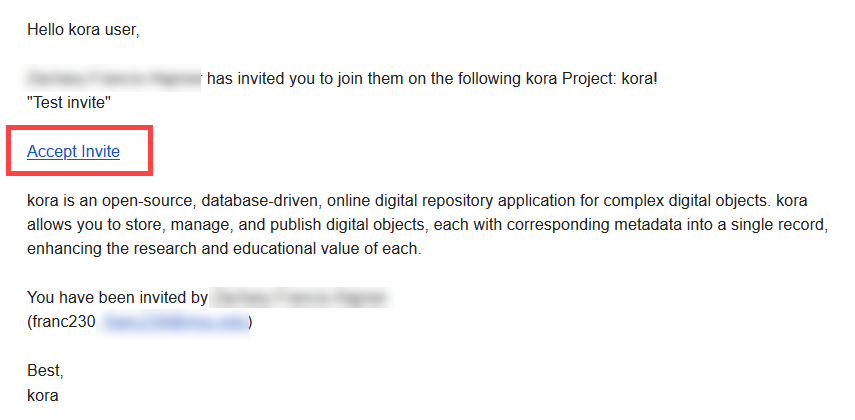 Hello kora user,
has invited you to join them on the following kora Project: kora!
"Test invite"
Accept Invite
kora is an open-source, database-driven, online digital repository application for complex digital objects. kora
allows you to store, manage, and publish digital objects, each with corresponding metadata into a single record,
enhancing the research and educational value of each.
You have been invited by
(franc230 )
Best,
kora